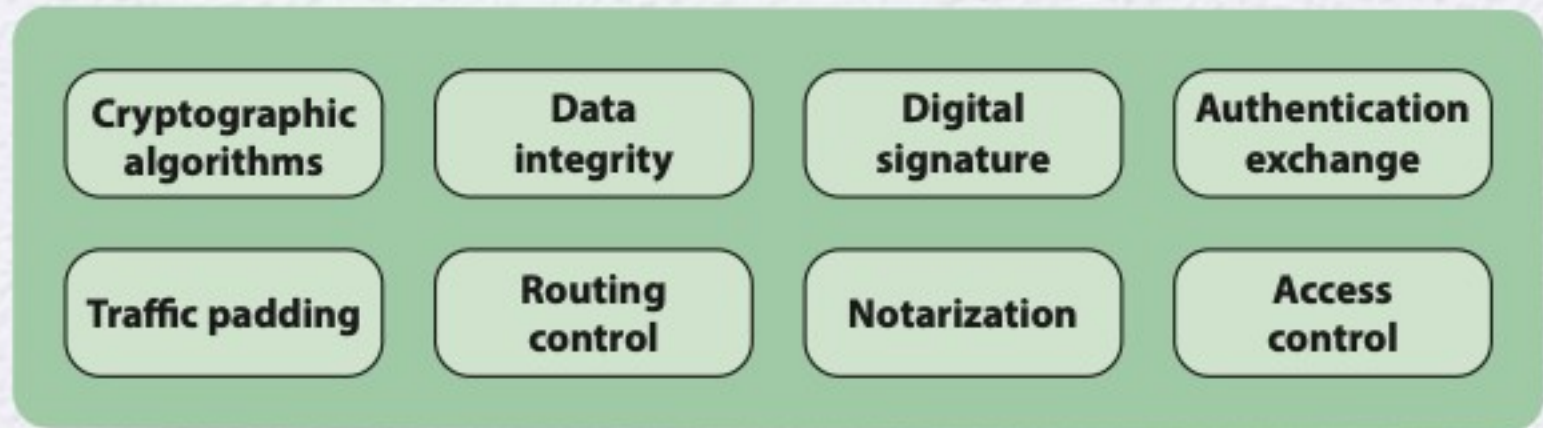 Cryptographic
algorithms
Data
integrity
Digital
signature
Authentication
exchange
Traffic padding
Routing
control
Notarization
Access
control